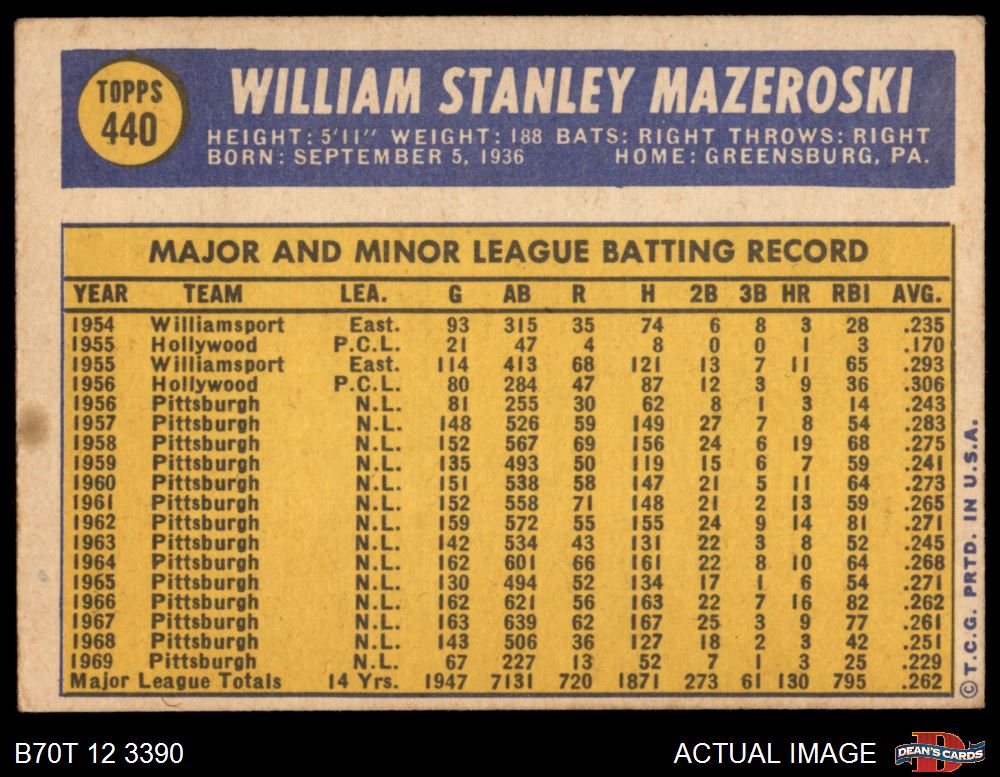 TOPPS
440
WILLIAM STANLEY MAZEROSKI
HEIGHT: 5'11" WEIGHT: 188 BATS: RIGHT THROWS: RIGHT
BORN: SEPTEMBER 5, 1936 HOME: GREENSBURG, PA.
MAJOR AND MINOR LEAGUE BATTING RECORD
YEAR TEAM LEA. G AB R H 2B 3B HR RBI AVG.
1954 Williamsport East. 93 315 35 74 6 8 3 28 .235
1955 Hollywood P.C.L. 21 47 4 8 0 0 1 3 .170
1955 Williamsport East. 114 413 68 121 13 7 11 65 .293
1956 Hollywood P.C.L. 80 284 47 87 12 3 9 36 .306
1956 Pittsburgh N.L. 81 255 30 62 8 1 3 14 .243
1957 Pittsburgh N.L. 148 526 59 149 27 7 8 54 .283
1958 Pittsburgh N.L. 152 567 69 156 24 6 19 68 .275
1959 Pittsburgh N.L. 135 493 50 119 15 6 7 59 .241
1960 Pittsburgh N.L. 151 538 58 147 21 5 11 64 .273
1961 Pittsburgh N.L. 152 558 71 148 21 2 13 59 .265
1962 Pittsburgh N.L. 159 572 55 155 24 9 14 81 .271
1963 Pittsburgh N.L. 142 534 43 131 22 3 8 52 .245
1964 Pittsburgh N.L. 162 601 66 161 22 8 10 64 .268
1965 Pittsburgh N.L. 130 494 52 134 17 1 6 54 .271
1966 Pittsburgh N.L. 162 621 56 163 22 7 16 82 .262
1967 Pittsburgh N.L. 163 639 62 167 25 3 9 77 .261
1968 Pittsburgh N.L. 143 506 36 127 18 2 3 42 .251
1969 Pittsburgh N.L. 67 227 13 52 7 1 3 25 .229
Major League Totals 14 Yrs. 1947 7131 720 1871 273 61 130 795 .262
© T.C.G. PRTD. IN U.S.A.
B70T 12 3390
ACTUAL IMAGE
D
DEAN'S CARDS